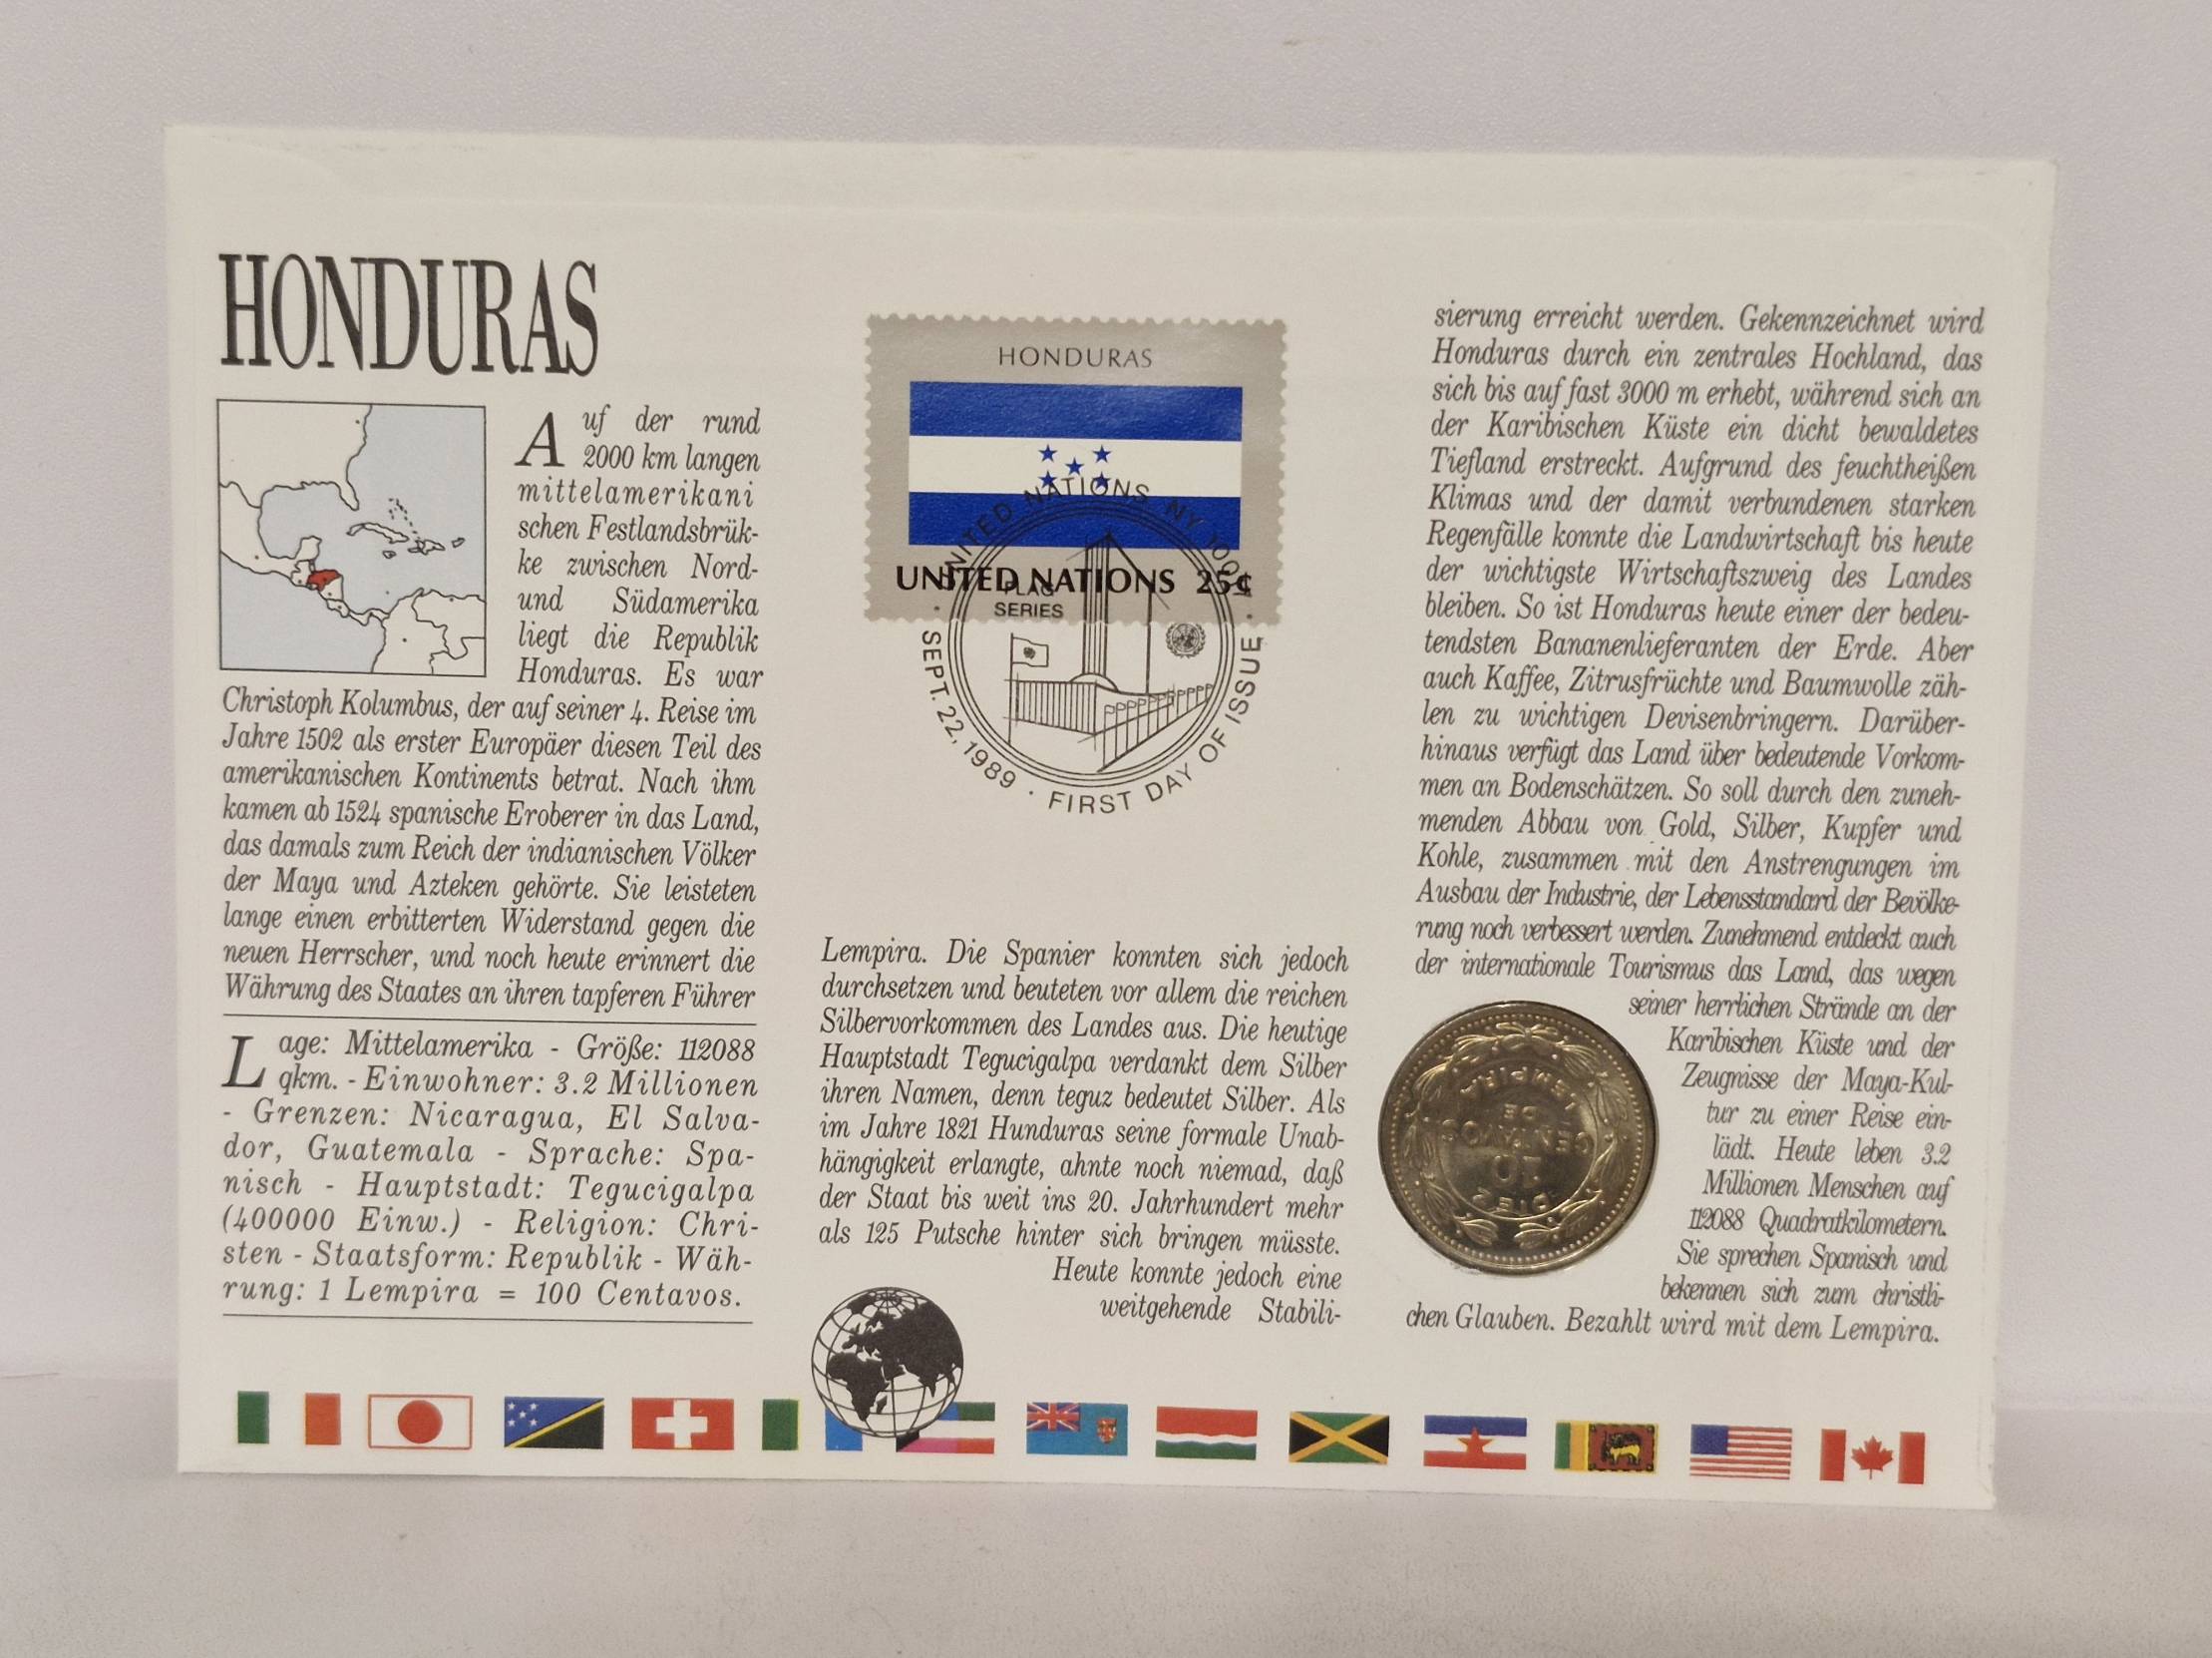 HONDURAS
Auf der rund
2000 km langen
mittelamerikani
schen Festlandsbrük-
ke zwischen Nord-
und Südamerika
liegt die Republik
Honduras. Es war
Christoph Kolumbus, der auf seiner 4. Reise im
Jahre 1502 als erster Europäer diesen Teil des
amerikanischen Kontinents betrat. Nach ihm
kamen ab 1524 spanische Eroberer in das Land,
das damals zum Reich der indianischen Völker
der Maya und Azteken gehörte. Sie leisteten
lange einen erbitterten Widerstand gegen die
neuen Herrscher, und noch heute erinnert die
Währung des Staates an ihren tapferen Führer
Lage: Mittelamerika - Größe: 112088
qkm. - Einwohner: 3.2 Millionen
- Grenzen: Nicaragua, El Salva-
dor, Guatemala - Sprache: Spa-
nisch - Hauptstadt: Tegucigalpa
(400000 Einw.) - Religion: Chri-
sten - Staatsform: Republik - Wäh-
rung: 1 Lempira = 100 Centavos.
HONDURAS
UNITED NATIONS 25¢
UNITED NATIONS, NY 100
FLAG
SERIES
SEPT. 22, 1989 · FIRST DAY OF ISSUE ·
Lempira. Die Spanier konnten sich jedoch
durchsetzen und beuteten vor allem die reichen
Silbervorkommen des Landes aus. Die heutige
Hauptstadt Tegucigalpa verdankt dem Silber
ihren Namen, denn teguz bedeutet Silber. Als
im Jahre 1821 Hunduras seine formale Unab-
hängigkeit erlangte, ahnte noch niemad, daß
der Staat bis weit ins 20. Jahrhundert mehr
als 125 Putsche hinter sich bringen müsste.
Heute konnte jedoch eine
weitgehende Stabili-
sierung erreicht werden. Gekennzeichnet wird
Honduras durch ein zentrales Hochland, das
sich bis auf fast 3000 m erhebt, während sich an
der Karibischen Küste ein dicht bewaldetes
Tiefland erstreckt. Aufgrund des feuchtheißen
Klimas und der damit verbundenen starken
Regenfälle konnte die Landwirtschaft bis heute
der wichtigste Wirtschaftszweig des Landes
bleiben. So ist Honduras heute einer der bedeu-
tendsten Bananenlieferanten der Erde. Aber
auch Kaffee, Zitrusfrüchte und Baumwolle zäh-
len zu wichtigen Devisenbringern. Darüber-
hinaus verfügt das Land über bedeutende Vorkom-
men an Bodenschätzen. So soll durch den zuneh-
menden Abbau von Gold, Silber, Kupfer und
Kohle, zusammen mit den Anstrengungen im
Ausbau der Industrie, der Lebensstandard der Bevölke-
rung noch verbessert werden. Zunehmend entdeckt auch
der internationale Tourismus das Land, das wegen
seiner herrlichen Strände an der
Karibischen Küste und der
Zeugnisse der Maya-Kul-
tur zu einer Reise ein-
lädt. Heute leben 3.2
Millionen Menschen auf
112088 Quadratkilometern.
Sie sprechen Spanisch und
bekennen sich zum christli-
chen Glauben. Bezahlt wird mit dem Lempira.
DIEZ
10
CENTAVOS
DE
LEMPIRA